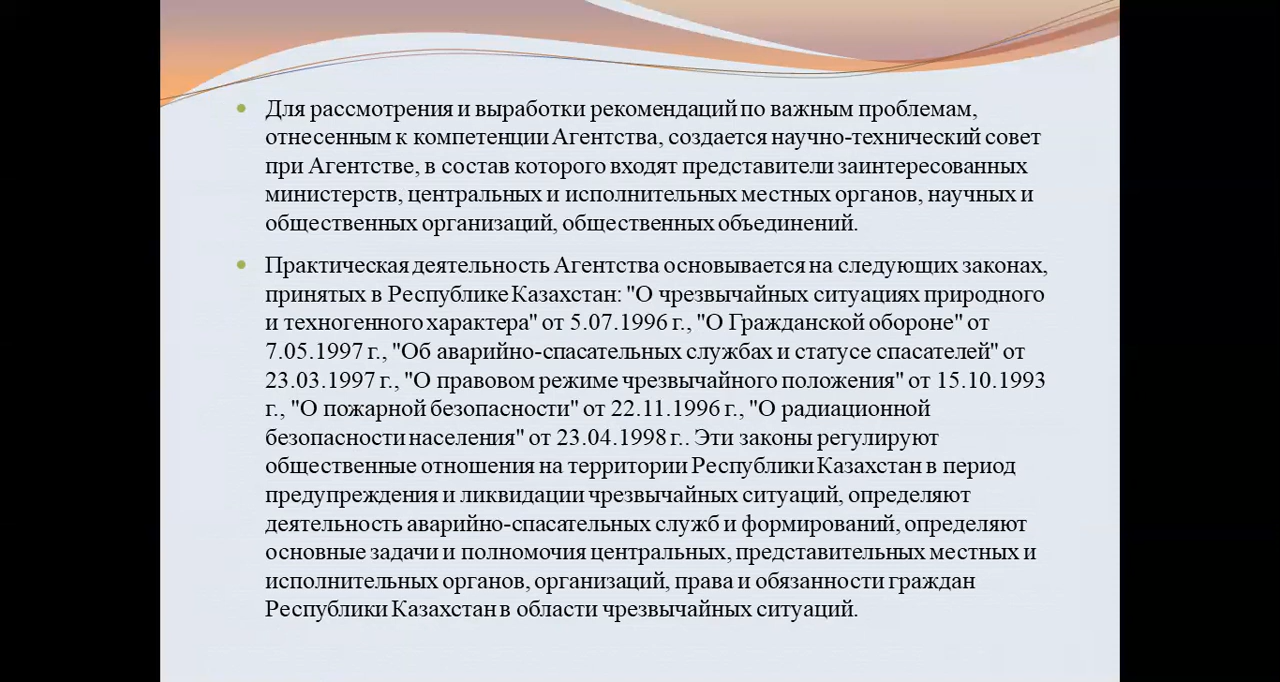 Для рассмотрения и выработки рекомендаций по важным проблемам,
отнесенным к компетенции Агентства, создается научно-технический совет
при Агентстве, в состав которого входят представители заинтересованных
министерств, центральных и исполнительных местных органов, научных и
общественных организаций, общественных объединений.
Практическая деятельность Агентства основывается на следующих законах,
принятых в Республике Казахстан: "О чрезвычайных ситуациях природного
и техногенного характера" от 5.07.1996 г., "О Гражданской обороне" от
7.05.1997 г., "Об аварийно-спасательных службах и статусе спасателей" от
23.03.1997 г., "О правовом режиме чрезвычайного положения" от 15.10.1993
г., "О пожарной безопасности" от 22.11.1996 г., "О радиационной
безопасности населения" от 23.04.1998 г.. Эти законы регулируют
общественные отношения на территории Республики Казахстан в период
предупреждения и ликвидации чрезвычайных ситуаций, определяют
деятельность аварийно-спасательных служб и формирований, определяют
основные задачи и полномочия центральных, представительных местных и
исполнительных органов, организаций, права и обязанности граждан
Республики Казахстан в области чрезвычайных ситуаций.